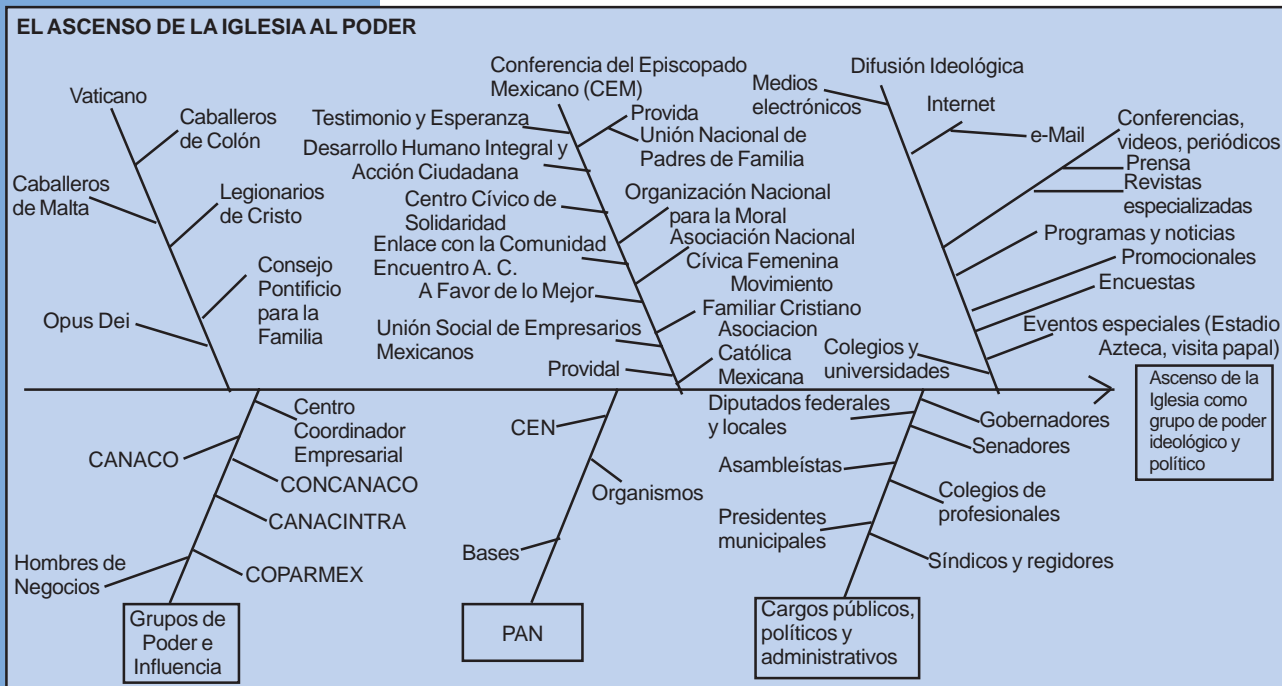 EL ASCENSO DE LA IGLESIA AL PODER
Vaticano
Caballeros
de Colón
Caballeros
de Malta
Legionarios
de Cristo
Consejo
Pontificio
para la
Familia
Opus Dei
Conferencia del Episcopado
Mexicano (CEM)
Testimonio y Esperanza
Provida
Unión Nacional de
Padres de Familia
Desarrollo Humano Integral y
Acción Ciudadana
Centro Cívico de
Solidaridad
Organización Nacional
para la Moral
Enlace con la Comunidad
Encuentro A. C.
Asociación Nacional
Cívica Femenina
A Favor de lo Mejor
Movimiento
Familiar Cristiano
Unión Social de Empresarios
Mexicanos
Asociacion
Católica
Mexicana
Providal
Difusión Ideológica
Medios
electrónicos
Internet
e-Mail
Conferencias,
videos, periódicos
Prensa
Revistas
especializadas
Programas y noticias
Promocionales
Encuestas
Eventos especiales (Estadio
Azteca, visita papal)
Colegios y
universidades
Ascenso de la
Iglesia como
grupo de poder
ideológico y
político
Centro
Coordinador
Empresarial
CANACO
CONCANACO
CANACINTRA
Hombres de
Negocios
COPARMEX
Grupos de
Poder e
Influencia
CEN
Organismos
Bases
PAN
Diputados federales
y locales
Gobernadores
Senadores
Asambleístas
Colegios de
profesionales
Presidentes
municipales
Síndicos y regidores
Cargos públicos,
políticos y
administrativos